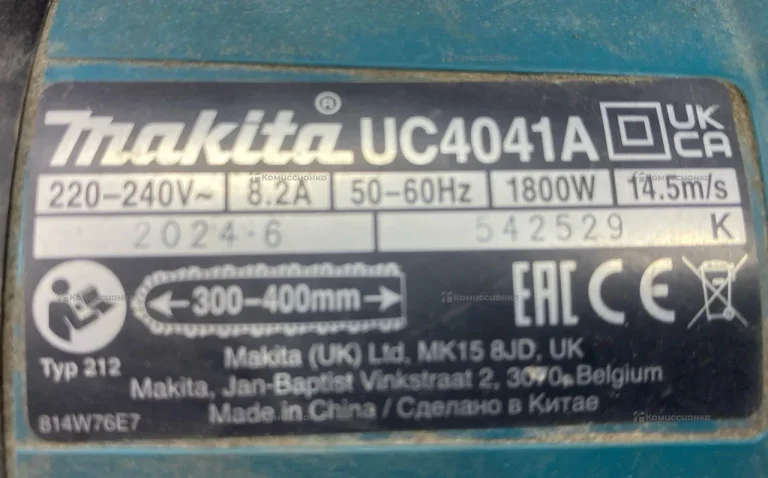 makita® UC4041A UK CA
220-240V~ 8.2A 50-60Hz 1800W 14.5m/s
2024·6 542529 K
300-400mm EAC CE
Typ 212
Makita (UK) Ltd, MK15 8JD, UK
Makita, Jan-Baptist Vinkstraat 2, 3070, Belgium
814W76E7 Made in China / Сделано в Китае
Комиссионка